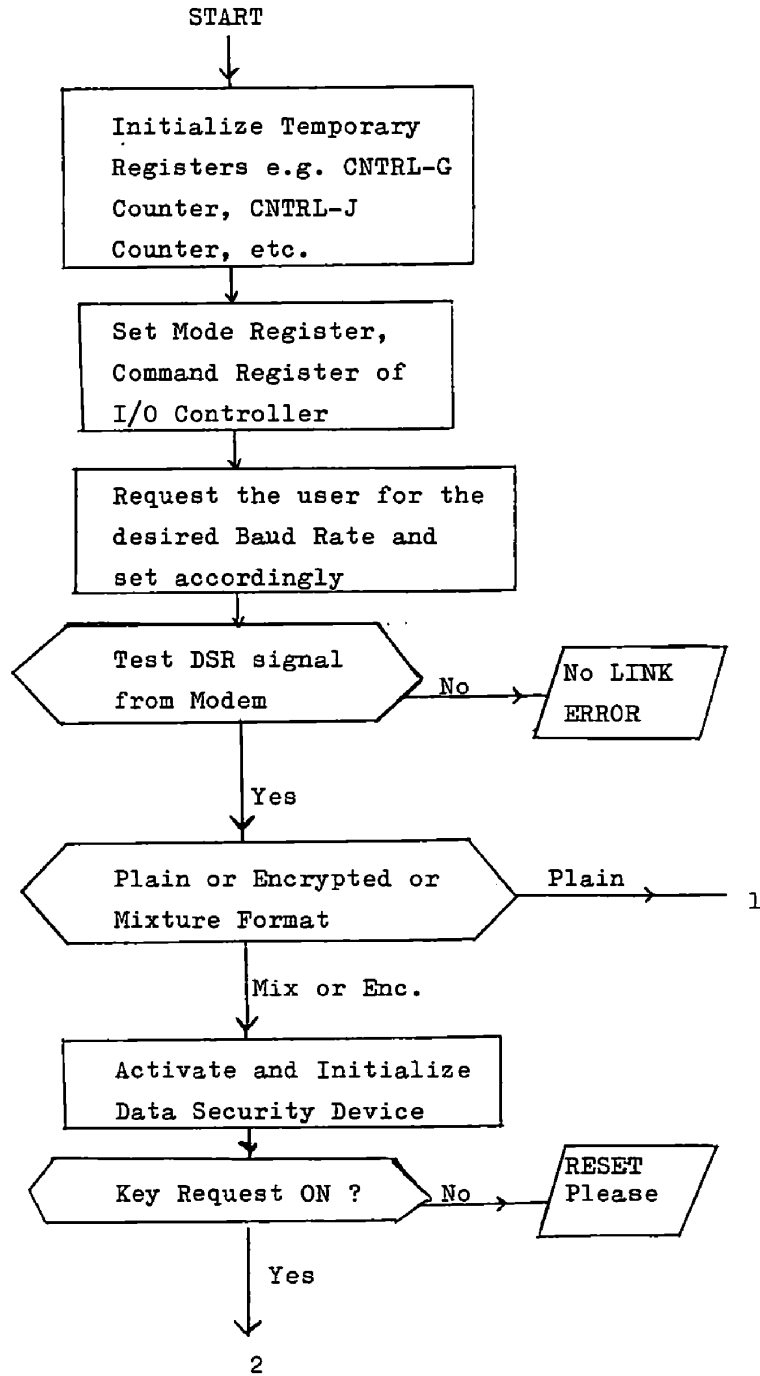 START
Initialize Temporary
Registers e.g. CNTRL-G
Counter, CNTRL-J
Counter, etc.
Set Mode Register,
Command Register of
I/O Controller
Request the user for the
desired Baud Rate and
set accordingly
Test DSR signal
from Modem
No
No LINK
ERROR
Yes
Plain or Encrypted or
Mixture Format
Plain
1
Mix or Enc.
Activate and Initialize
Data Security Device
Key Request ON ?
No
RESET
Please
Yes
2